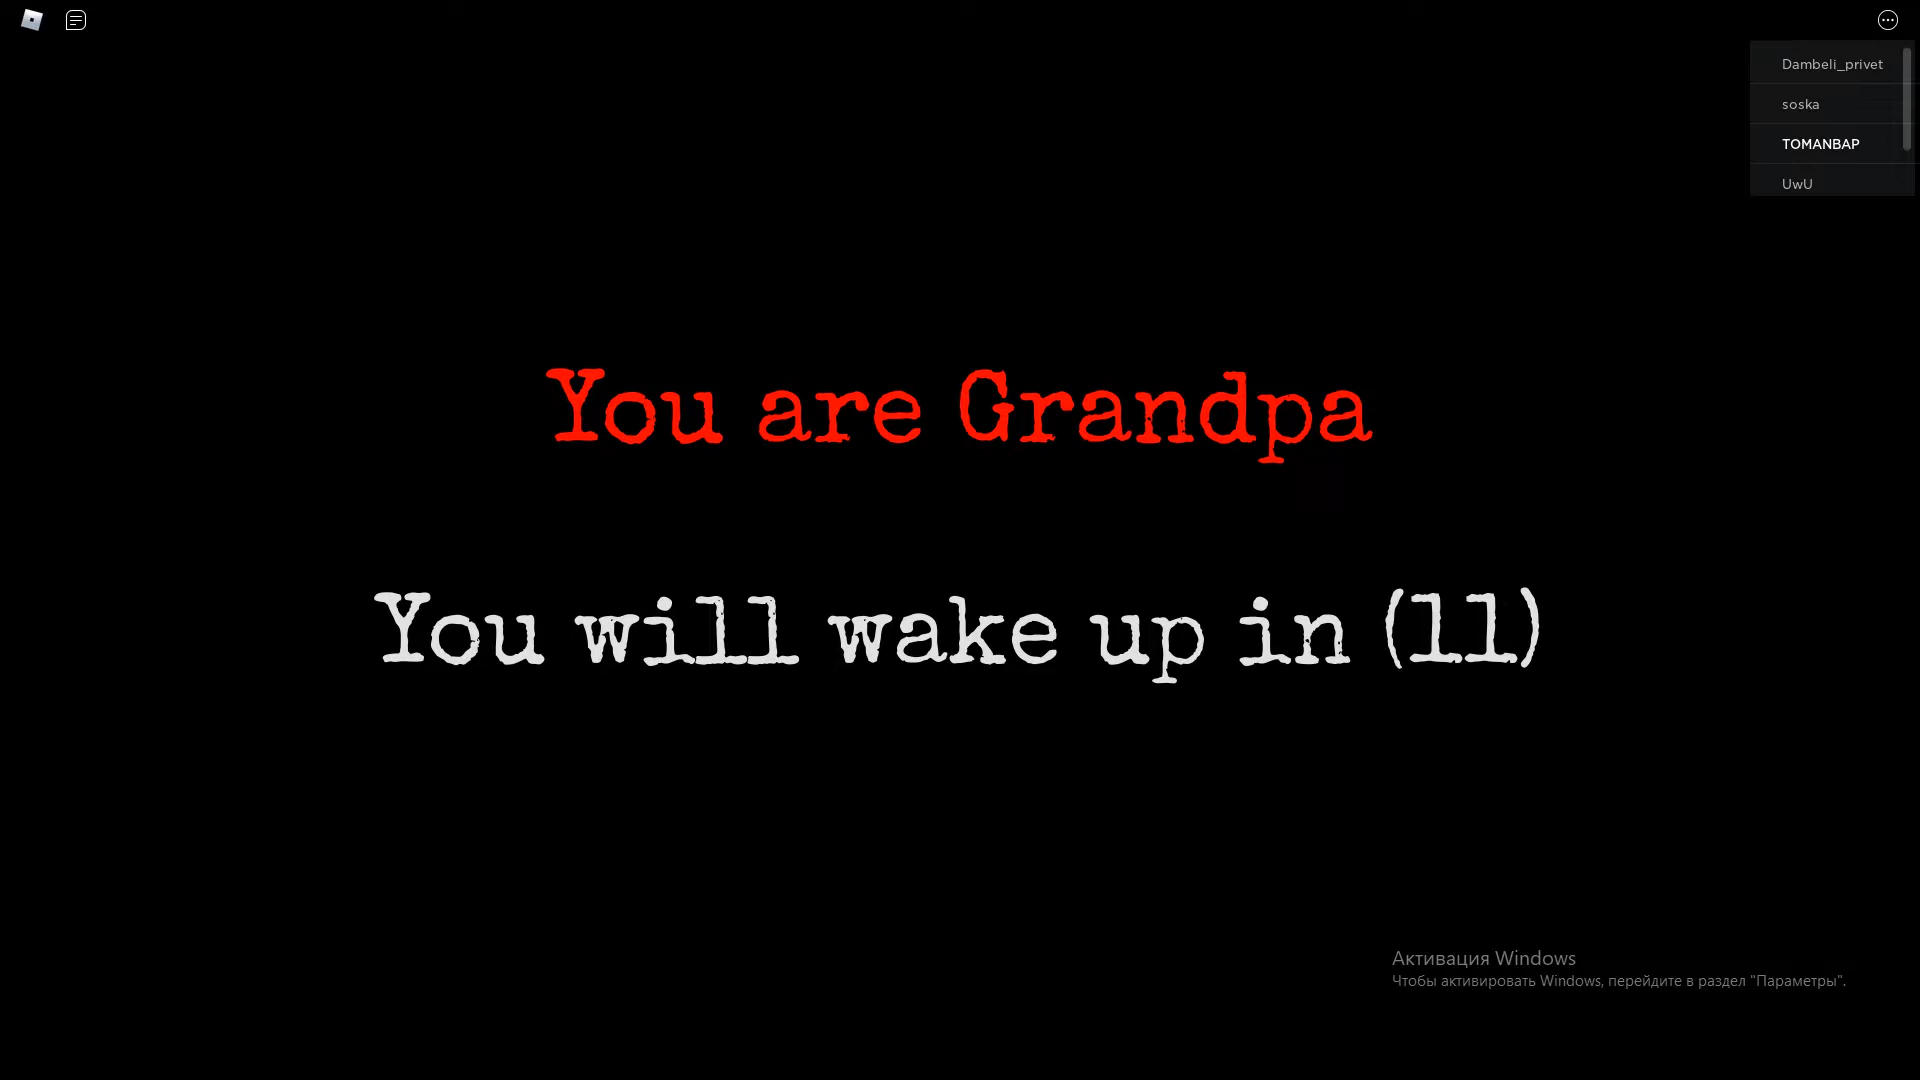 Dambeli_privet
soska
TOMANBAP
UwU
You are Grandpa
You will wake up in (11)
Активация Windows
Чтобы активировать Windows, перейдите в раздел "Параметры".